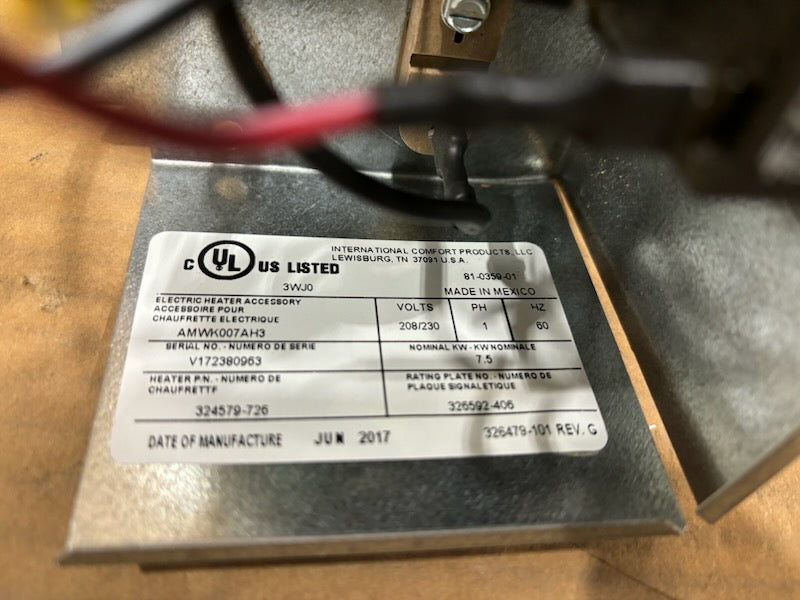 INTERNATIONAL COMFORT PRODUCTS, LLC
LEWISBURG, TN 37091 U.S.A.
C UL US LISTED
81-0359-01
3WJ0
MADE IN MEXICO
ELECTRIC HEATER ACCESSORY
ACCESSOIRE POUR
CHAUFRETTE ELECTRIQUE
AMWK007AH3
VOLTS PH HZ
208/230 1 60
SERIAL NO. - NUMERO DE SERIE
V172380963
NOMINAL KW - KW NOMINALE
7.5
HEATER P.N. - NUMERO DE
CHAUFRETTE
324579-726
RATING PLATE NO. - NUMERO DE
PLAQUE SIGNALETIQUE
326592-406
DATE OF MANUFACTURE JUN 2017
326479-101 REV. G